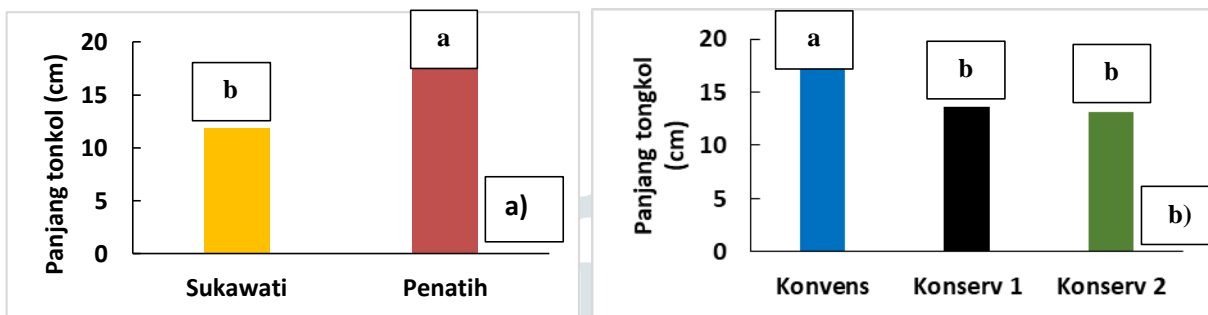 Panjang tonkol (cm)
20
15
10
5
0
b
a
a)
Sukawati
Penatih
Panjang tongkol
(cm)
20
15
10
5
0
a
b
b
b)
Konvens
Konserv 1
Konserv 2